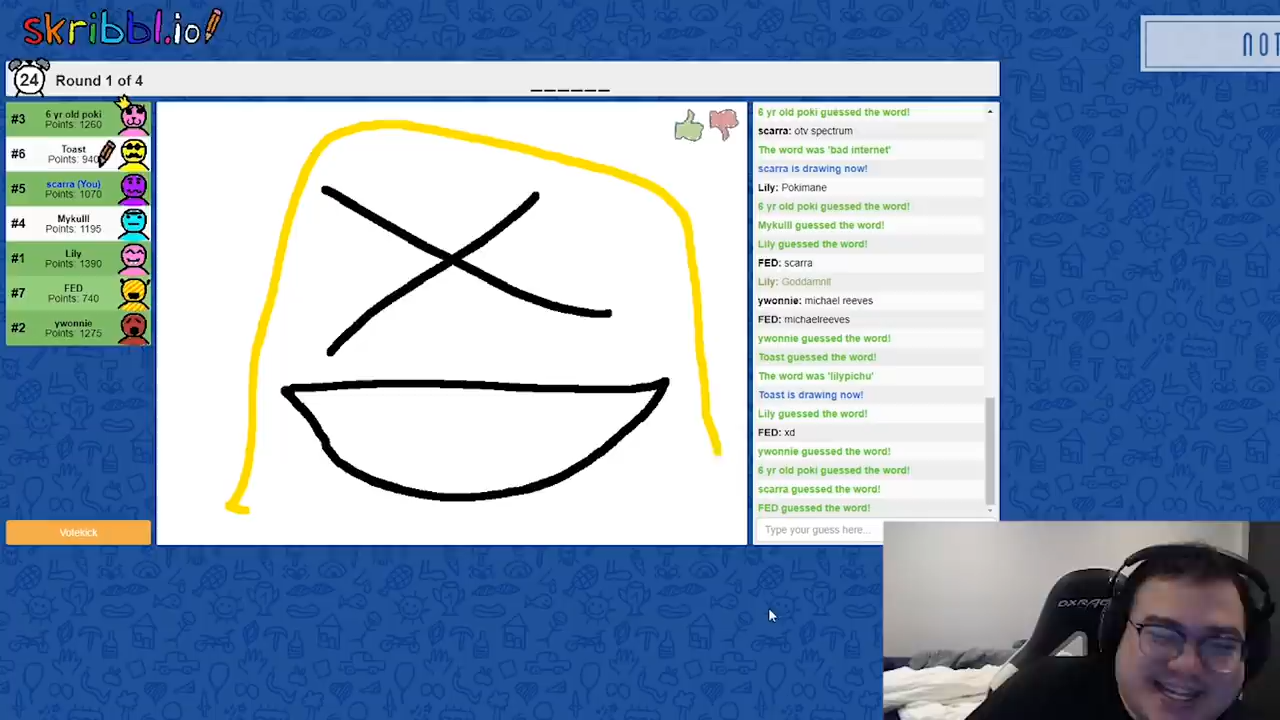 skribbl.io
NOT
24
Round 1 of 4
______
#3 6 yr old poki
Points: 1260
#6 Toast
Points: 940
#5 scarra (You)
Points: 1070
#4 Mykulll
Points: 1195
#1 Lily
Points: 1390
#7 FED
Points: 740
#2 ywonnie
Points: 1275
Votekick
6 yr old poki guessed the word!
scarra: otv spectrum
The word was 'bad internet'
scarra is drawing now!
Lily: Pokimane
6 yr old poki guessed the word!
Mykulll guessed the word!
Lily guessed the word!
FED: scarra
Lily: Goddamnit
ywonnie: michael reeves
FED: michaelreeves
ywonnie guessed the word!
Toast guessed the word!
The word was 'lilypichu'
Toast is drawing now!
Lily guessed the word!
FED: xd
ywonnie guessed the word!
6 yr old poki guessed the word!
scarra guessed the word!
FED guessed the word!
Type your guess here...